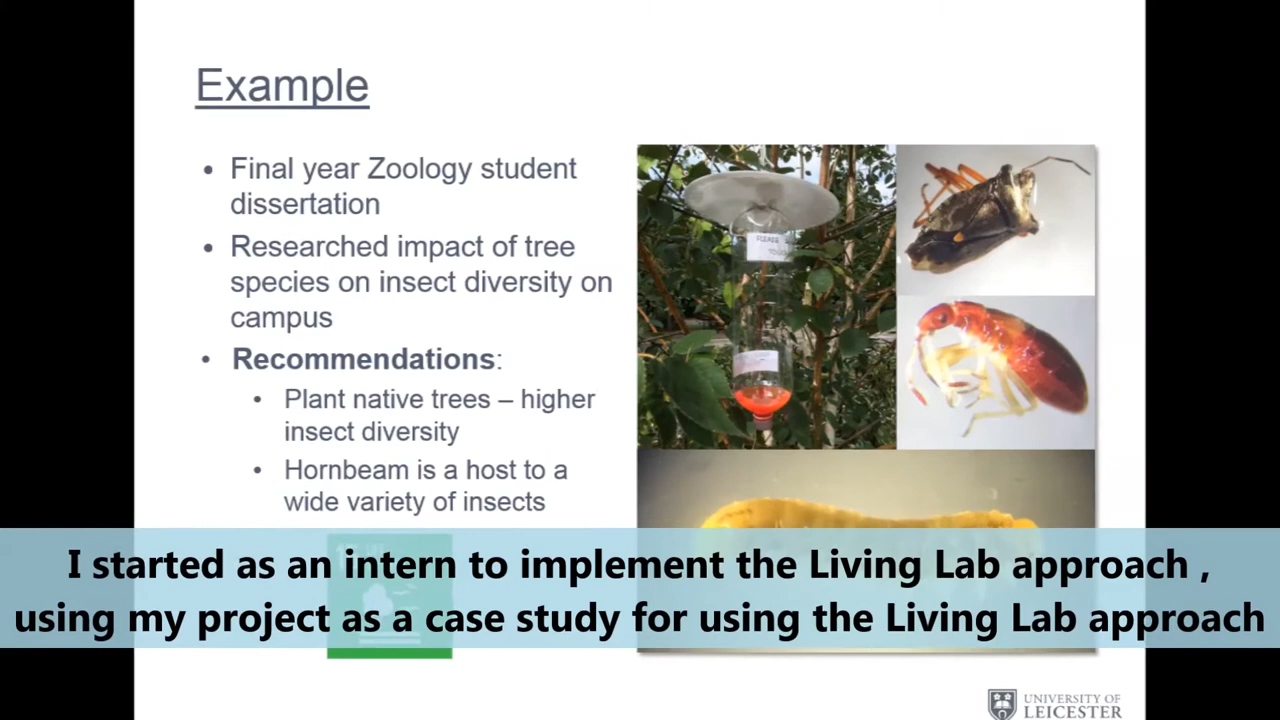 Example
• Final year Zoology student
dissertation
• Researched impact of tree
species on insect diversity on
campus
• Recommendations:
• Plant native trees – higher
insect diversity
• Hornbeam is a host to a
wide variety of insects
PLEASE
I started as an intern to implement the Living Lab approach ,
using my project as a case study for using the Living Lab approach
UNIVERSITY OF
LEICESTER